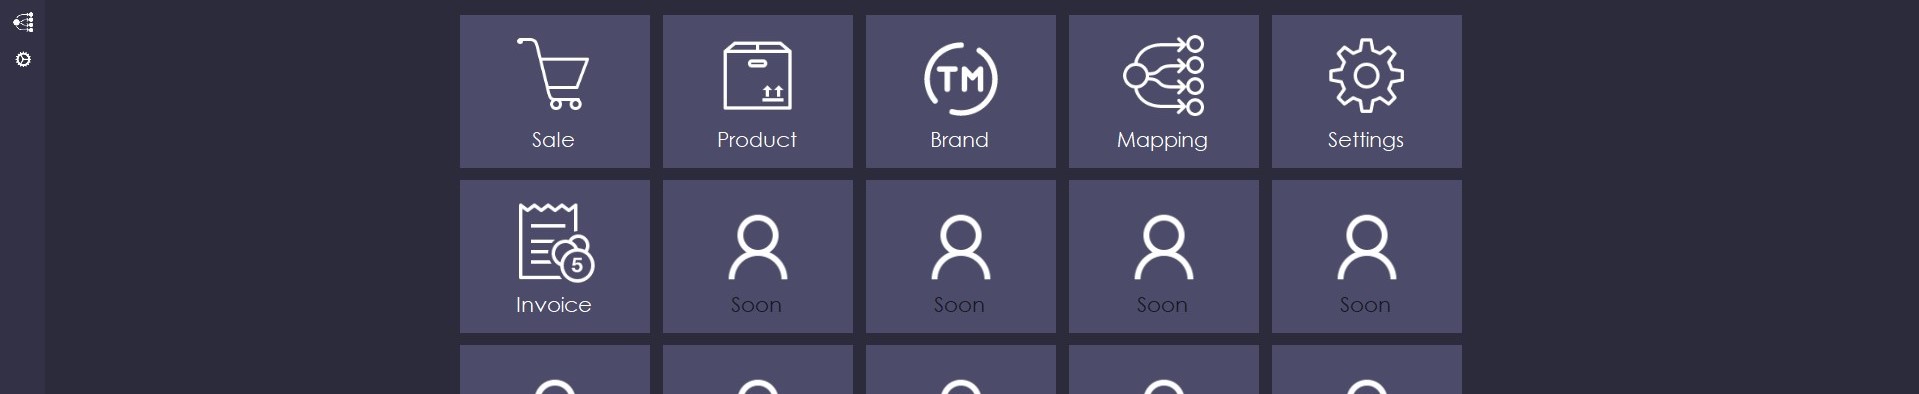 TM
Sale
Product
Brand
Mapping
Settings
5
Invoice
Soon
Soon
Soon
Soon